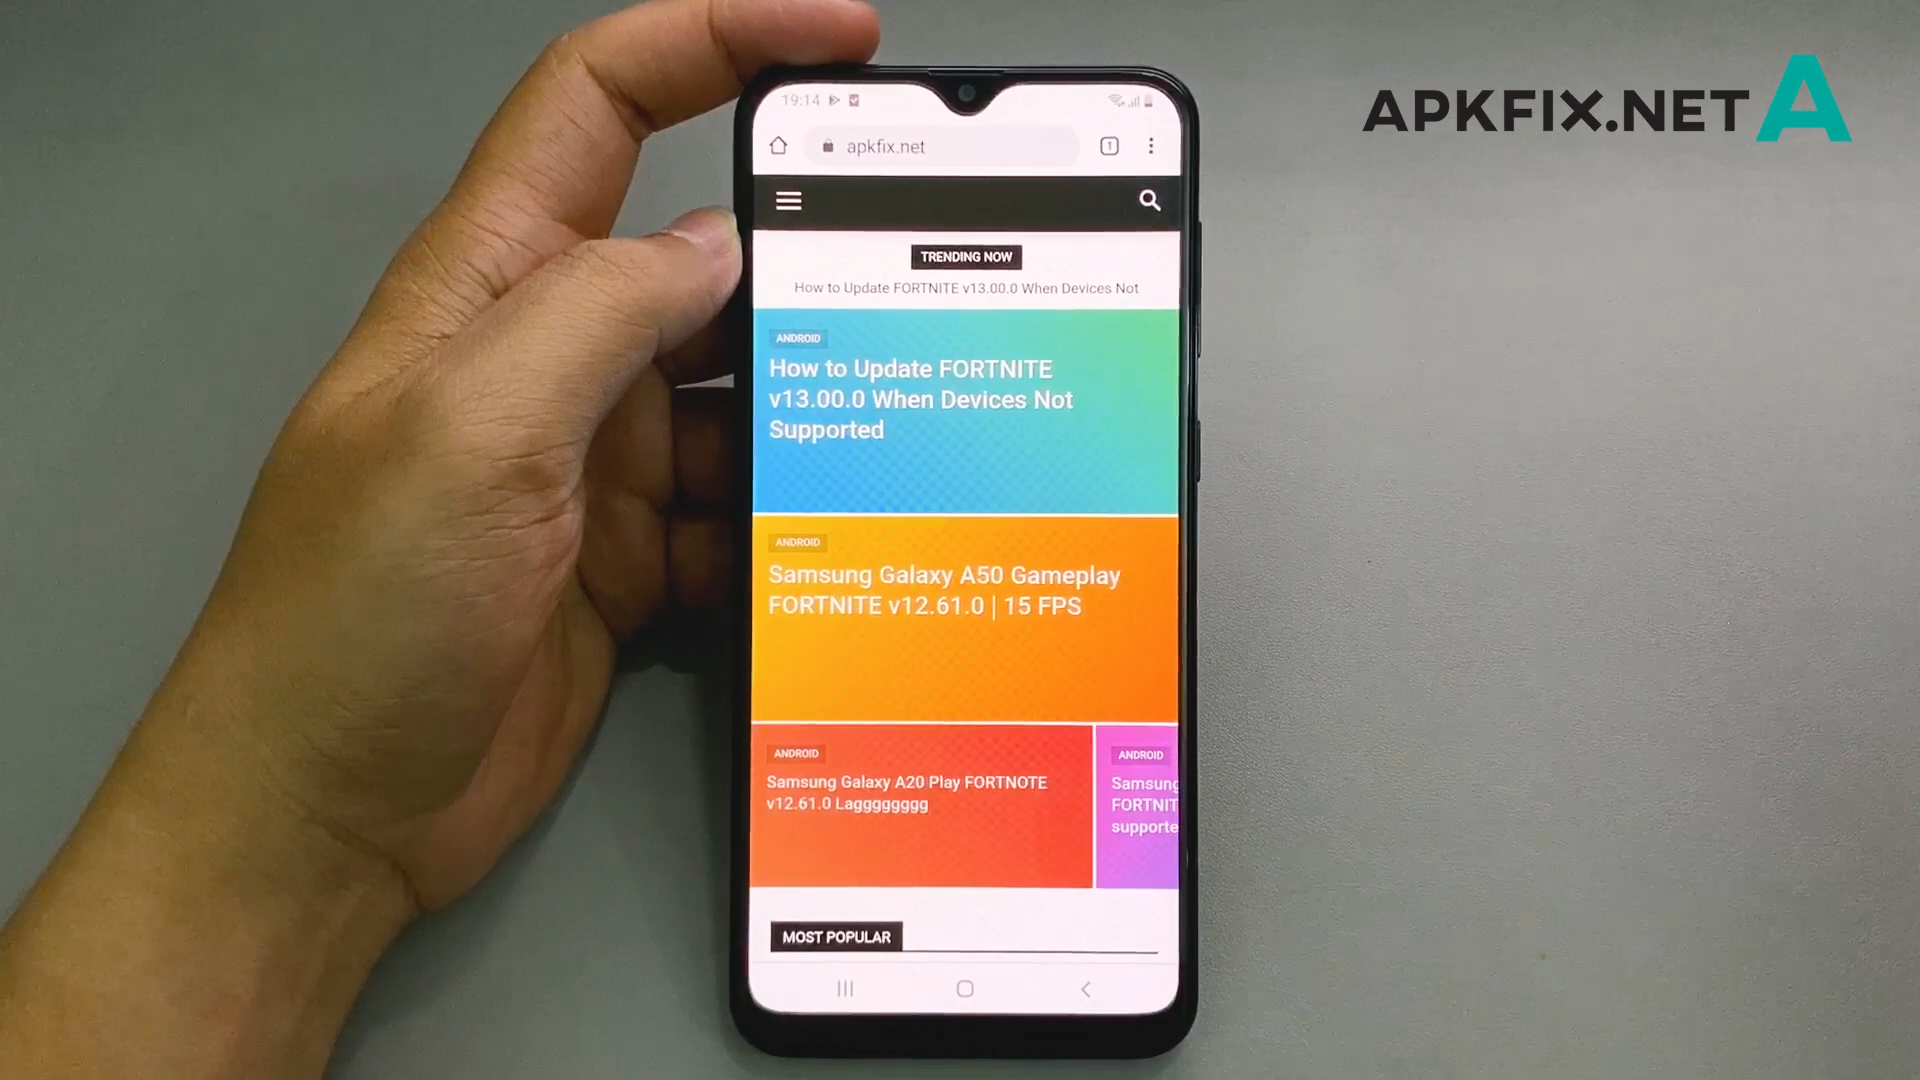 APKFIX.NET A
19:14
apkfix.net
1
TRENDING NOW
How to Update FORTNITE v13.00.0 When Devices Not
ANDROID
How to Update FORTNITE
v13.00.0 When Devices Not
Supported
ANDROID
Samsung Galaxy A50 Gameplay
FORTNITE v12.61.0 | 15 FPS
ANDROID
Samsung Galaxy A20 Play FORTNOTE
v12.61.0 Lagggggggg
ANDROID
Samsung
FORTNIT
supporte
MOST POPULAR